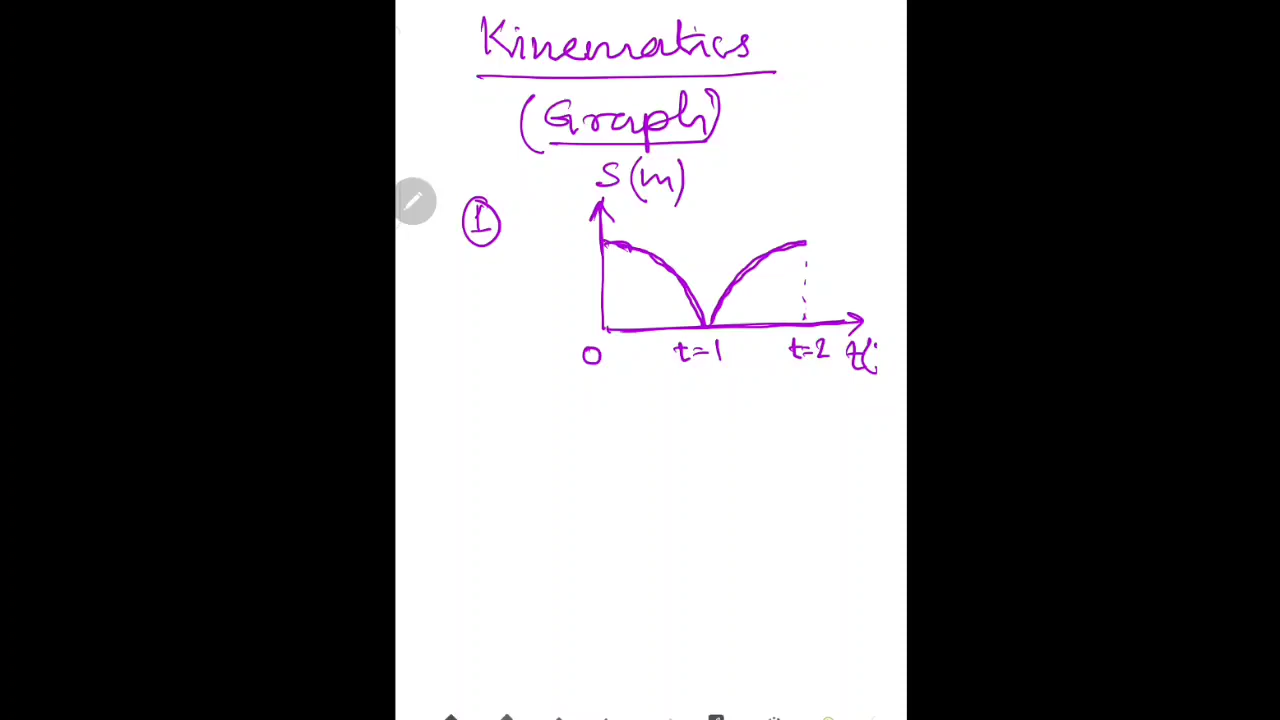 Kinematics
(Graph)
S (m)
①
0 t=1 t=2 t(